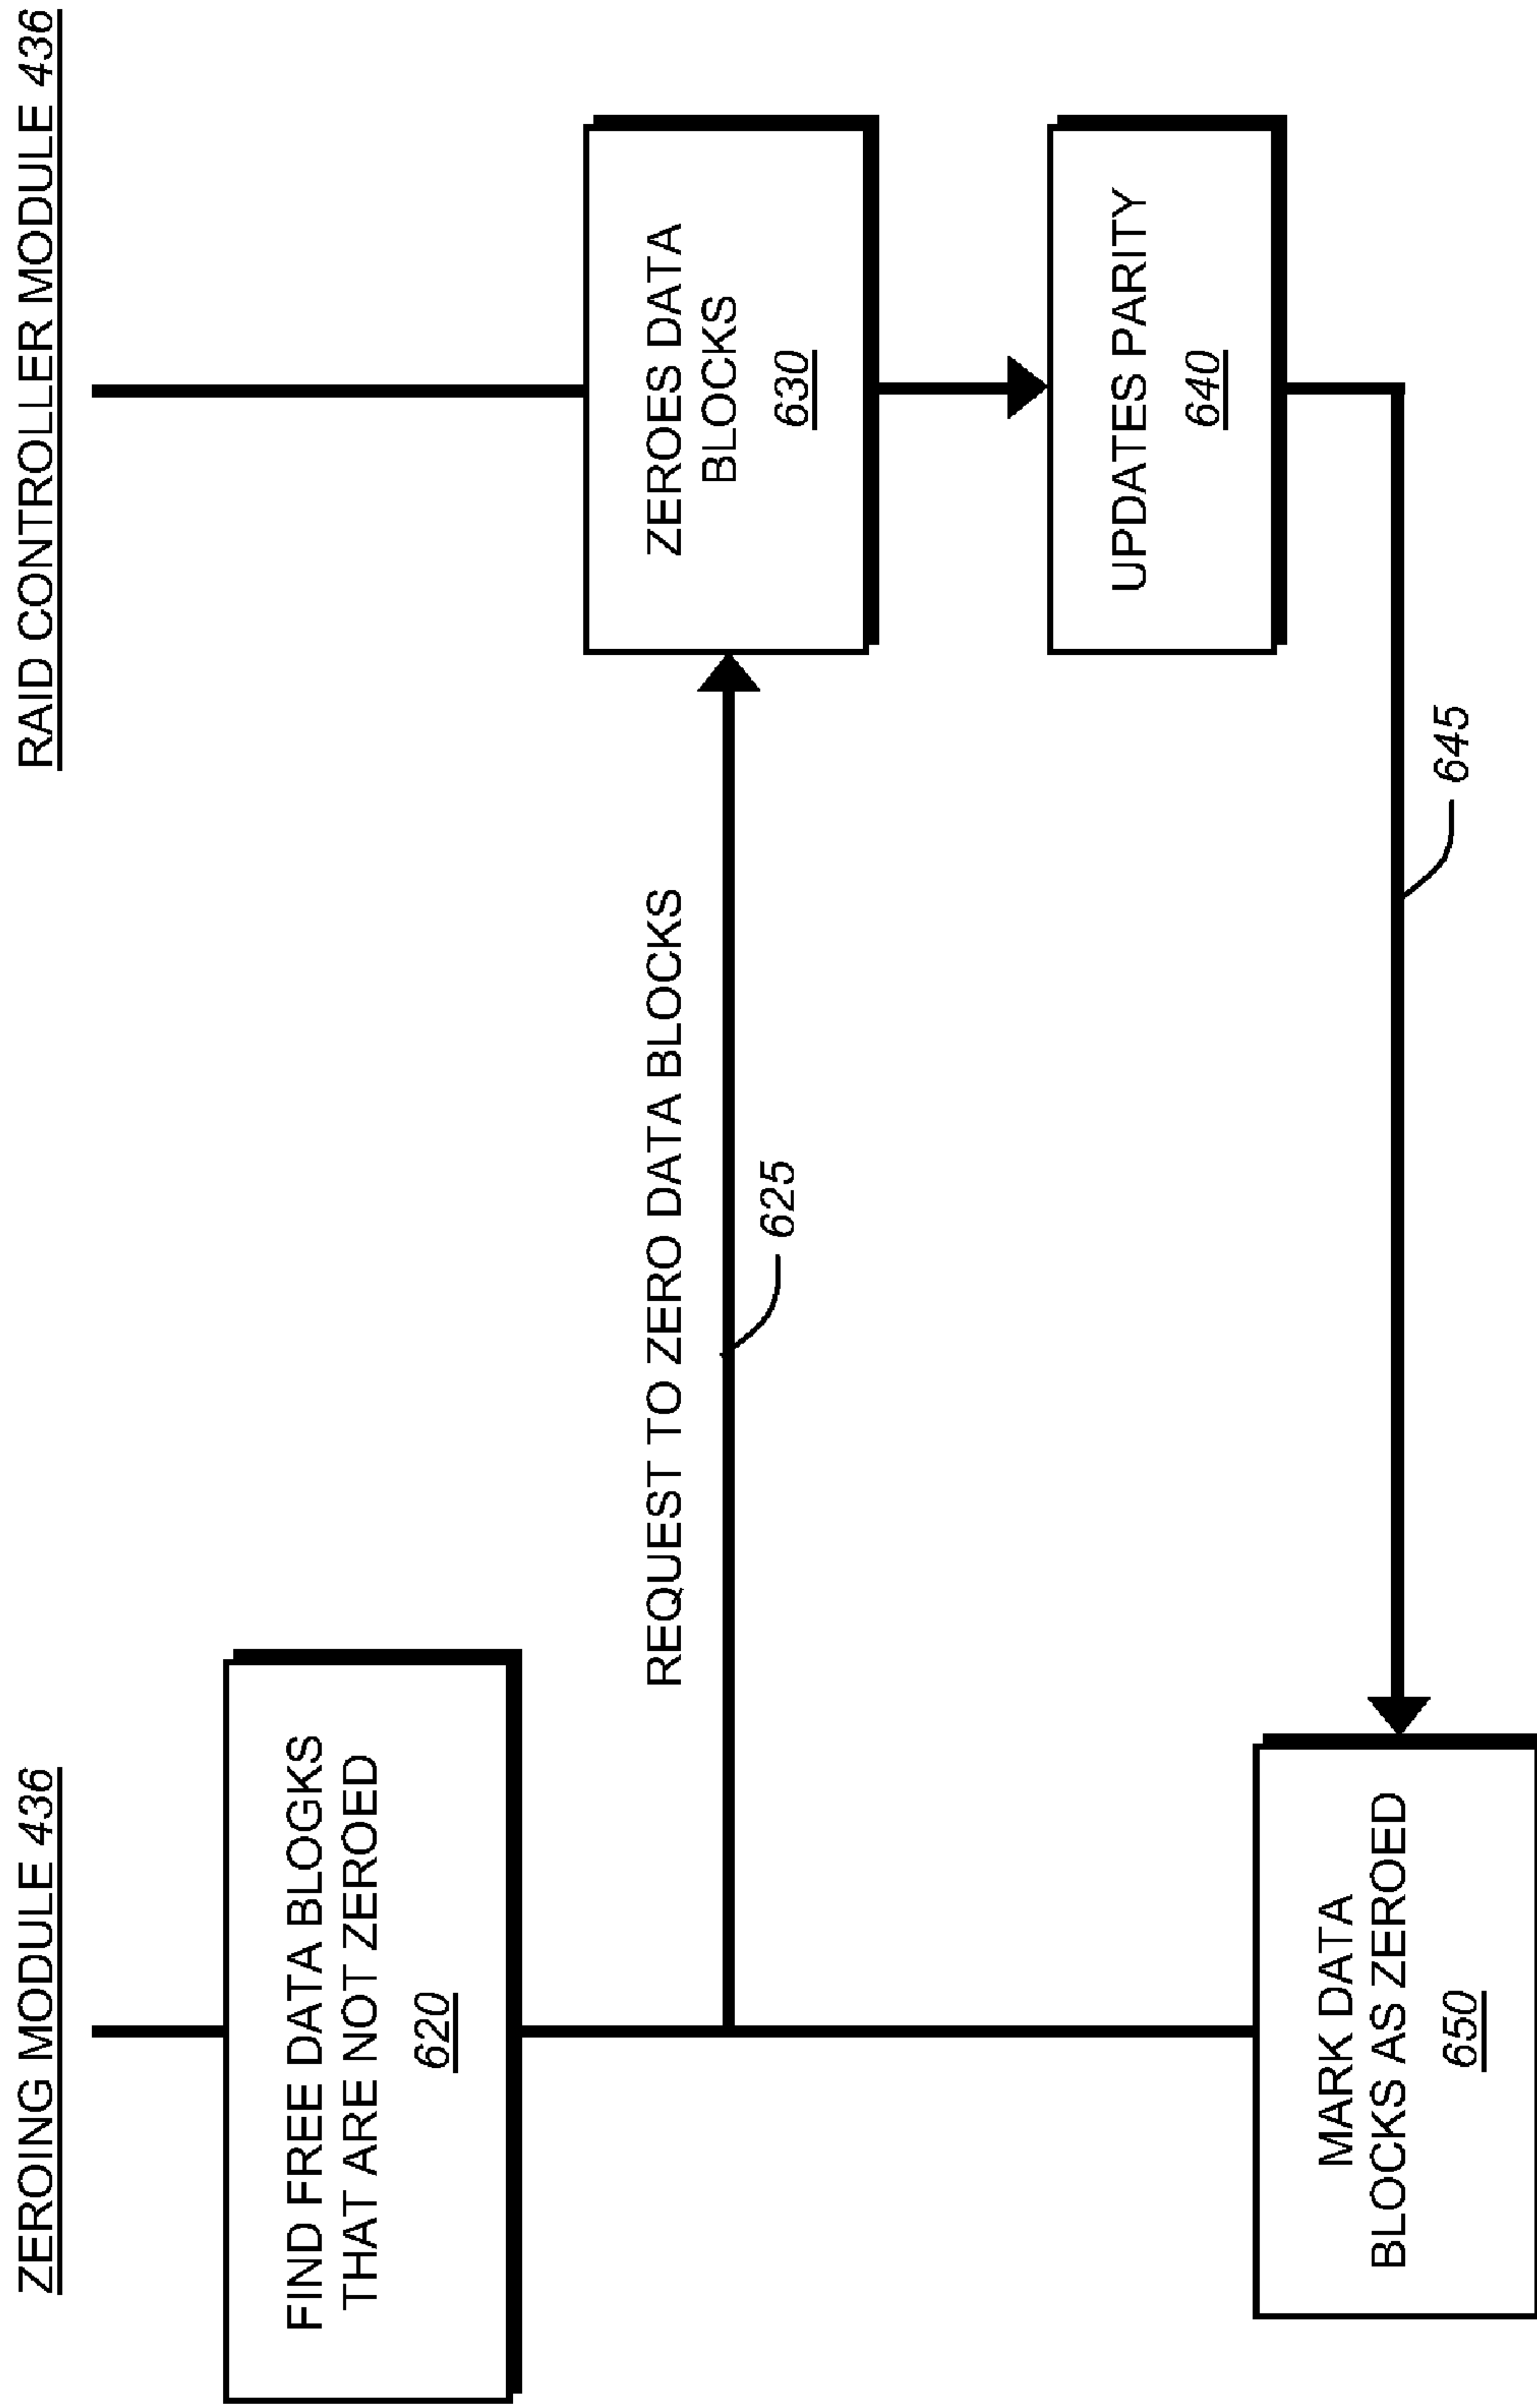 ZEROING MODULE 436
RAID CONTROLLER MODULE 436
FIND FREE DATA BLOGKS
THAT ARE NOT ZEROED
620
REQUEST TO ZERO DATA BLOCKS
625
ZEROES DATA
BLOCKS
630
UPDATES PARITY
640
645
MARK DATA
BLOCKS AS ZEROED
650